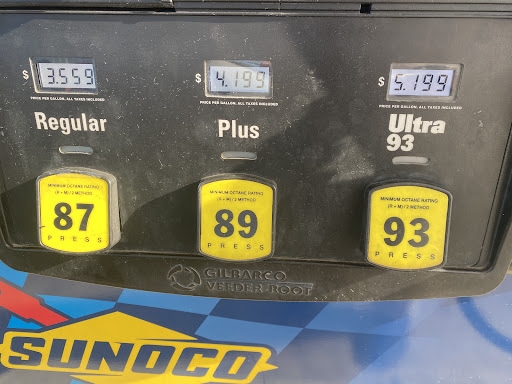 $ 3.559 $ 4.199 $ 5.199
PRICE PER GALLON, ALL TAXES INCLUDED PRICE PER GALLON, ALL TAXES INCLUDED PRICE PER GALLON, ALL TAXES INCLUDED
Regular Plus Ultra
93
MINIMUM OCTANE RATING MINIMUM OCTANE RATING MINIMUM OCTANE RATING
(R + M) / 2 METHOD (R + M) / 2 METHOD (R + M) / 2 METHOD
87 89 93
PRESS PRESS PRESS
GILBARCO
VEEDER-ROOT
SUNOCO